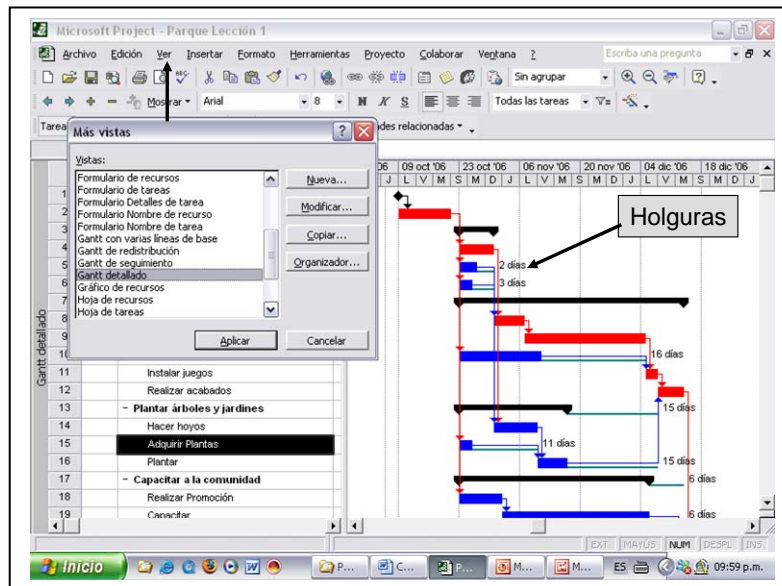 Microsoft Project - Parque Lección 1
Archivo Edición Ver Insertar Formato Herramientas Proyecto Colaborar Ventana ? Escriba una pregunta
Sin agrupar
Mostrar Arial 8 N K S Todas las tareas
Tarea
des relacionadas
Más vistas
Vistas:
Formulario de recursos
Formulario de tareas
Formulario Detalles de tarea
Formulario Nombre de recurso
Formulario Nombre de tarea
Gantt con varias líneas de base
Gantt de redistribución
Gantt de seguimiento
Gantt detallado
Gráfico de recursos
Hoja de recursos
Hoja de tareas
Nueva...
Modificar...
Copiar...
Organizador...
Aplicar Cancelar
06 09 oct '06 23 oct '06 06 nov '06 20 nov '06 04 dic '06 18 dic '06
J L V M S M D J L V M S M D J L V M S M D J
Holguras
2 días
3 días
16 días
15 días
11 días
15 días
6 días
6 días
Gantt detallado
1
2
3
4
5
6
7
8
9
10
11 Instalar juegos
12 Realizar acabados
13 - Plantar árboles y jardines
14 Hacer hoyos
15 Adquirir Plantas
16 Plantar
17 - Capacitar a la comunidad
18 Realizar Promoción
19 Capacitar
EXT MAYÚS NUM DESPL INS
Inicio P... C... P... M... M... ES 09:59 p.m.